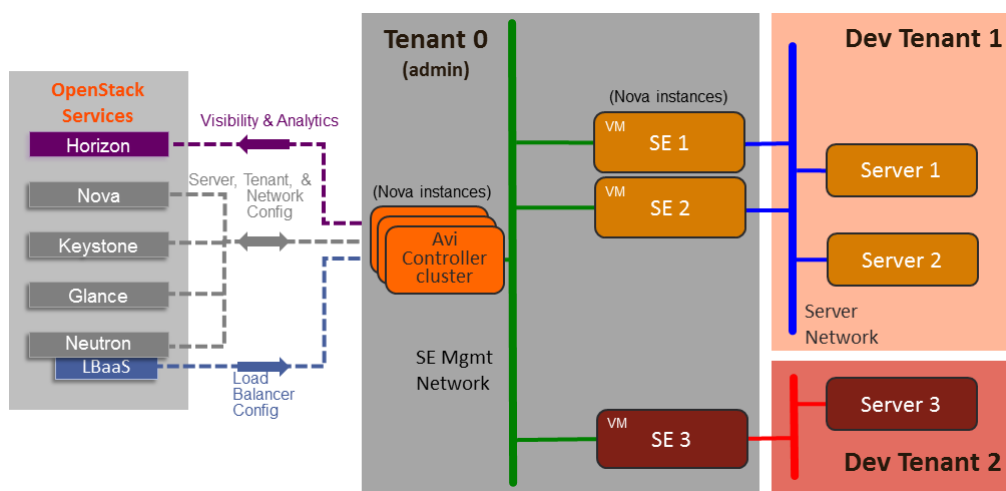 OpenStack
Services
Horizon
Nova
Keystone
Glance
Neutron
LBaaS
Visibility & Analytics
Server, Tenant, &
Network
Config
Load
Balancer
Config
Tenant 0
(admin)
(Nova instances)
Avi
Controller
cluster
SE Mgmt
Network
(Nova instances)
VM
SE 1
VM
SE 2
VM
SE 3
Dev Tenant 1
Server 1
Server 2
Server
Network
Server 3
Dev Tenant 2